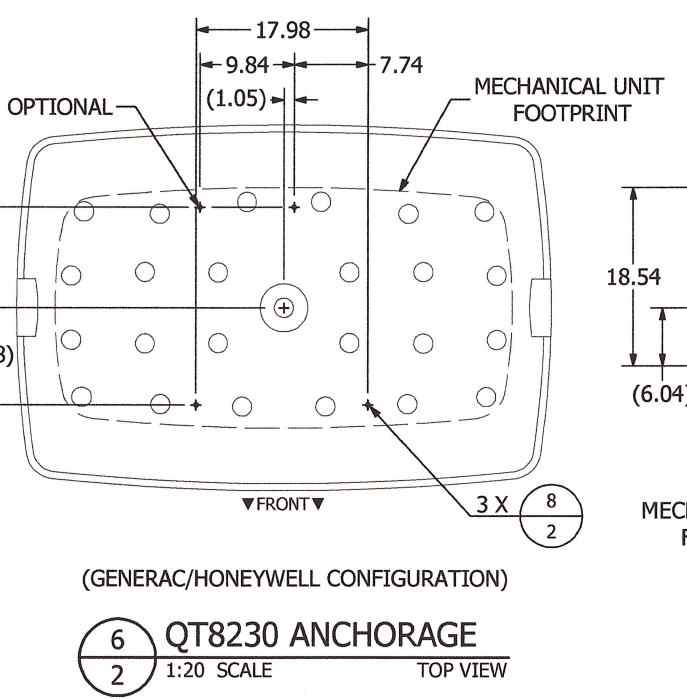 17.98
9.84
7.74
(1.05)
OPTIONAL
MECHANICAL UNIT
FOOTPRINT
18.54
(6.04)
▼FRONT▼
3 X
8
2
(GENERAC/HONEYWELL CONFIGURATION)
6
2
QT8230 ANCHORAGE
1:20 SCALE
TOP VIEW